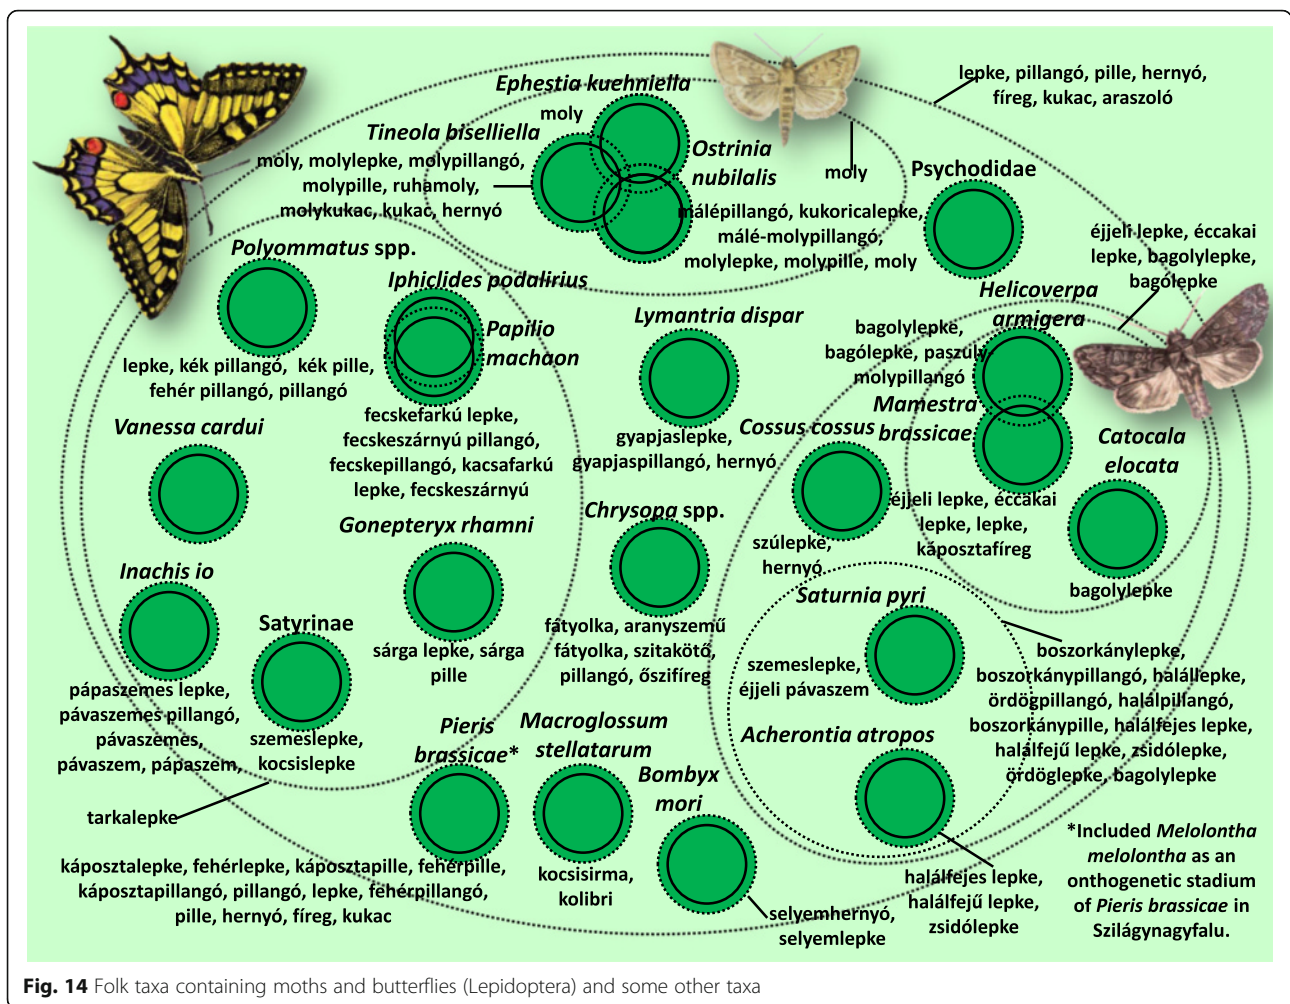 lepke, pillangó, pille, hernyó,
fíreg, kukac, araszoló
Ephestia kuehniella
moly
Tineola biselliella
moly, molylepke, molypillangó,
molypille, ruhamoly,
molykukac, kukac, hernyó
Ostrinia
nubilalis
málépillangó, kukoricalepke,
málé-molypillangó,
molylepke, molypille, moly
moly
Psychodidae
éjjeli lepke, éccakai
lepke, bagolylepke,
bagólepke
Polyommatus spp.
lepke, kék pillangó, kék pille,
fehér pillangó, pillangó
Iphiclides podalirius
Papilio
machaon
fecskefarkú lepke,
fecskeszárnyú pillangó,
fecskepillangó, kacsafarkú
lepke, fecskeszárnyú
Lymantria dispar
gyapjaslepke,
gyapjaspillangó, hernyó
Helicoverpa
armigera
bagolylepke,
bagólepke, paszuly-
molypillangó
Mamestra
brassicae
éjjeli lepke, éccakai
lepke, lepke,
káposztafíreg
Catocala
elocata
bagolylepke
Vanessa cardui
Cossus cossus
szúlepke,
hernyó
Gonepteryx rhamni
sárga lepke, sárga
pille
Chrysopa spp.
fátyolka, aranyszemű
fátyolka, szitakötő,
pillangó, őszifíreg
Inachis io
pápaszemes lepke,
pávaszemes pillangó,
pávaszemes,
pávaszem, pápaszem,
Satyrinae
szemeslepke,
kocsislepke
Saturnia pyri
szemeslepke,
éjjeli pávaszem
boszorkánylepke,
boszorkánypillangó, halállepke,
ördögpillangó, halálpillangó,
boszorkánypille, halálfejes lepke,
halálfejű lepke, zsidólepke,
ördöglepke, bagolylepke
Acherontia atropos
halálfejes lepke,
halálfejű lepke,
zsidólepke
tarkalepke
Pieris
brassicae*
káposztalepke, fehérlepke, káposztapille, fehérpille,
káposztapillangó, pillangó, lepke, fehérpillangó,
pille, hernyó, fíreg, kukac
Macroglossum
stellatarum
kocsisirma,
kolibri
Bombyx
mori
selyemhernyó,
selyemlepke
*Included Melolontha
melolontha as an
onthogenetic stadium
of Pieris brassicae in
Szilágynagyfalu.
Fig. 14 Folk taxa containing moths and butterflies (Lepidoptera) and some other taxa